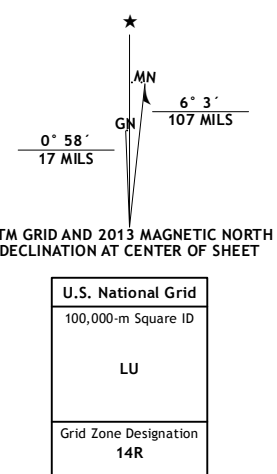 ★
MN
GN
6° 3´
107 MILS
0° 58´
17 MILS
TM GRID AND 2013 MAGNETIC NORTH
DECLINATION AT CENTER OF SHEET
U.S. National Grid
100,000-m Square ID
LU
Grid Zone Designation
14R